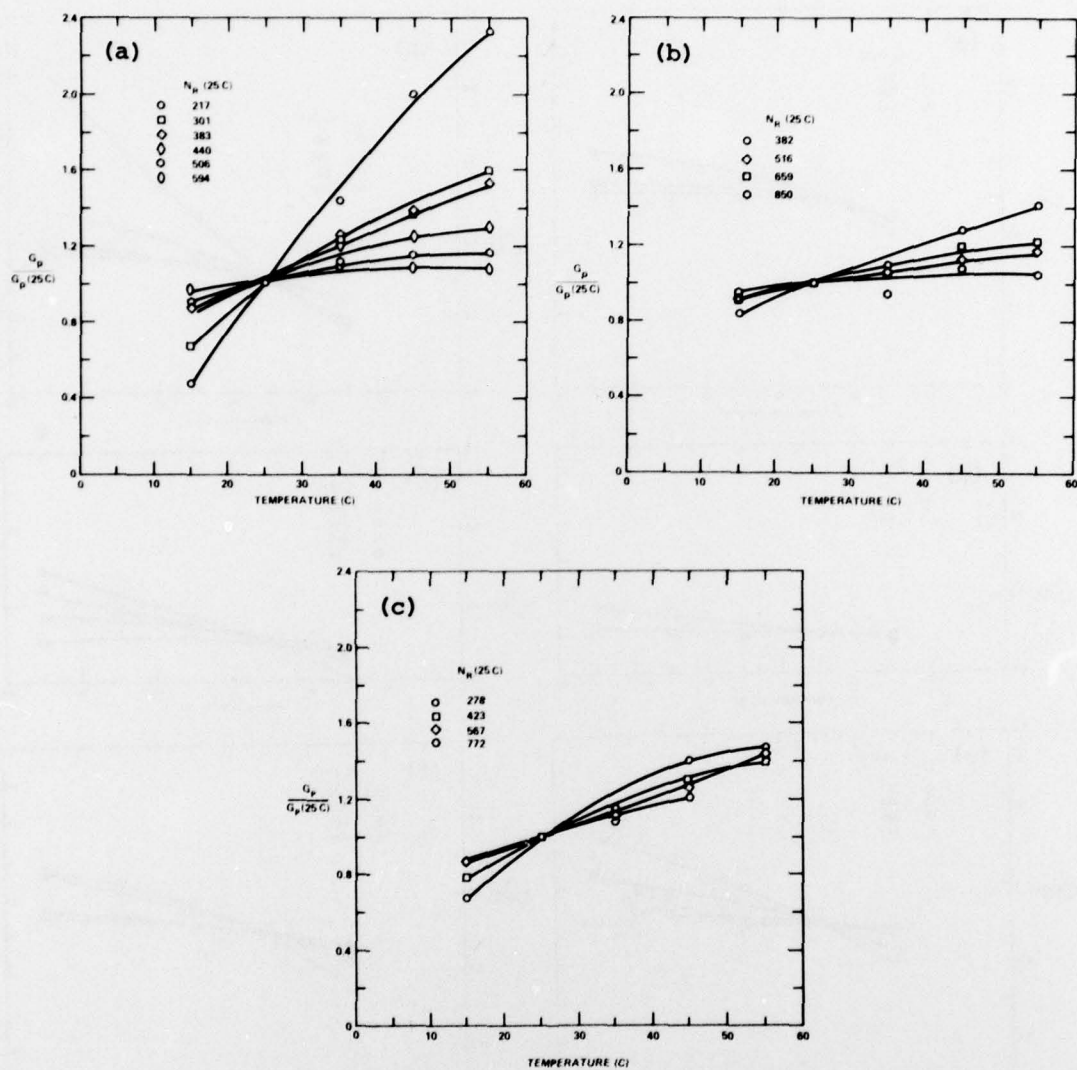 (a)
2.4
2.0
1.6
1.2
0.8
0.4
0
G_p
G_p(25C)
N_R (25 C)
217
301
383
440
506
594
0 10 20 30 40 50 60
TEMPERATURE (C)
(b)
2.4
2.0
1.6
1.2
0.8
0.4
0
G_p
G_p(25C)
N_R (25 C)
382
516
659
850
0 10 20 30 40 50 60
TEMPERATURE (C)
(c)
2.4
2.0
1.6
1.2
0.8
0.4
0
G_p
G_p(25C)
N_R (25C)
278
423
567
772
0 10 20 30 40 50 60
TEMPERATURE (C)